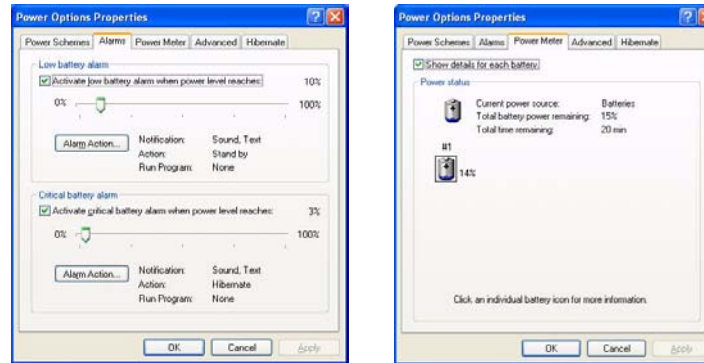 Power Options Properties
Power Schemes Alarms Power Meter Advanced Hibernate
Low battery alarm
Activate low battery alarm when power level reaches: 10%
0% 100%
Alarm Action... Notification: Sound, Text
Action: Stand by
Run Program: None
Critical battery alarm
Activate critical battery alarm when power level reaches: 3%
0% 100%
Alarm Action... Notification: Sound, Text
Action: Hibernate
Run Program: None
OK Cancel Apply
Power Options Properties
Power Schemes Alarms Power Meter Advanced Hibernate
Show details for each battery.
Power status
Current power source: Batteries
Total battery power remaining: 15%
Total time remaining: 20 min
#1
14%
Click an individual battery icon for more information.
OK Cancel Apply